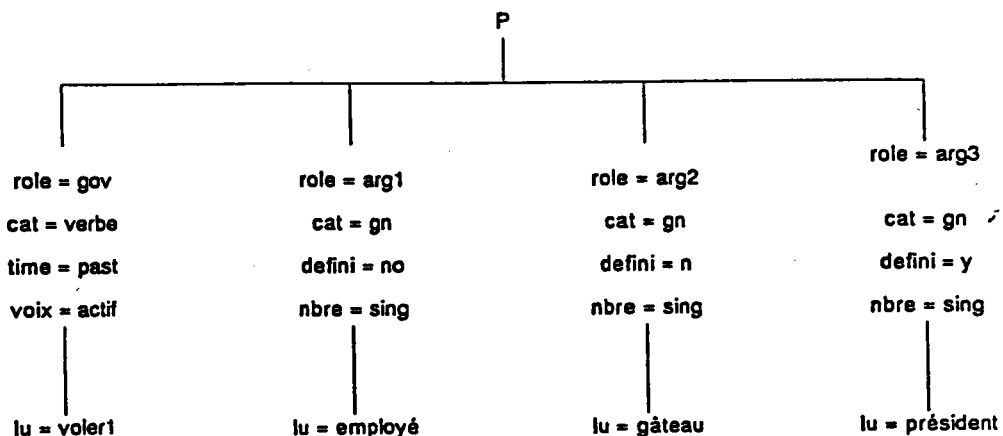 P
role = gov
cat = verbe
time = past
voix = actif
lu = voler1
role = arg1
cat = gn
defini = no
nbre = sing
lu = employé
role = arg2
cat = gn
defini = n
nbre = sing
lu = gâteau
role = arg3
cat = gn
defini = y
nbre = sing
lu = président